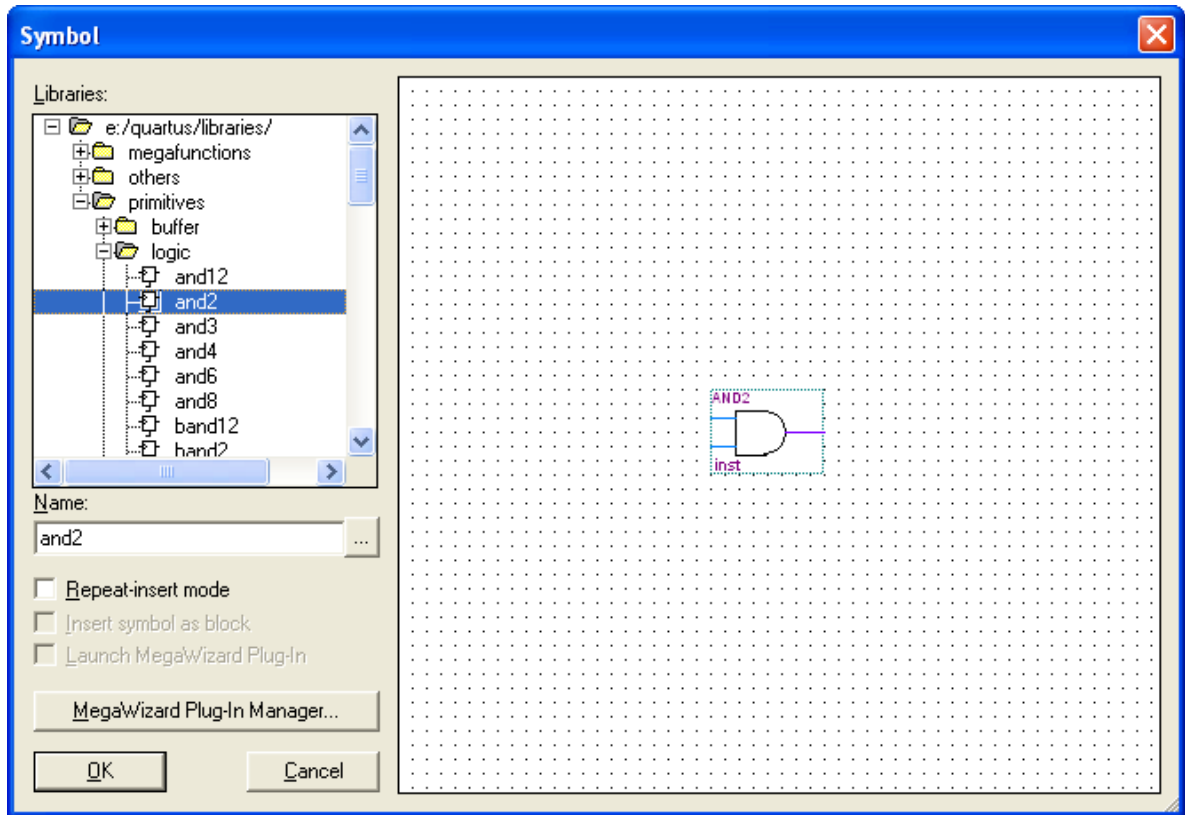 Symbol
Libraries:
e:/quartus/libraries/
megafunctions
others
primitives
buffer
logic
and12
and2
and3
and4
and6
and8
band12
band2
Name:
and2
...
Repeat-insert mode
Insert symbol as block
Launch MegaWizard Plug-In
MegaWizard Plug-In Manager...
OK
Cancel
AND2
inst